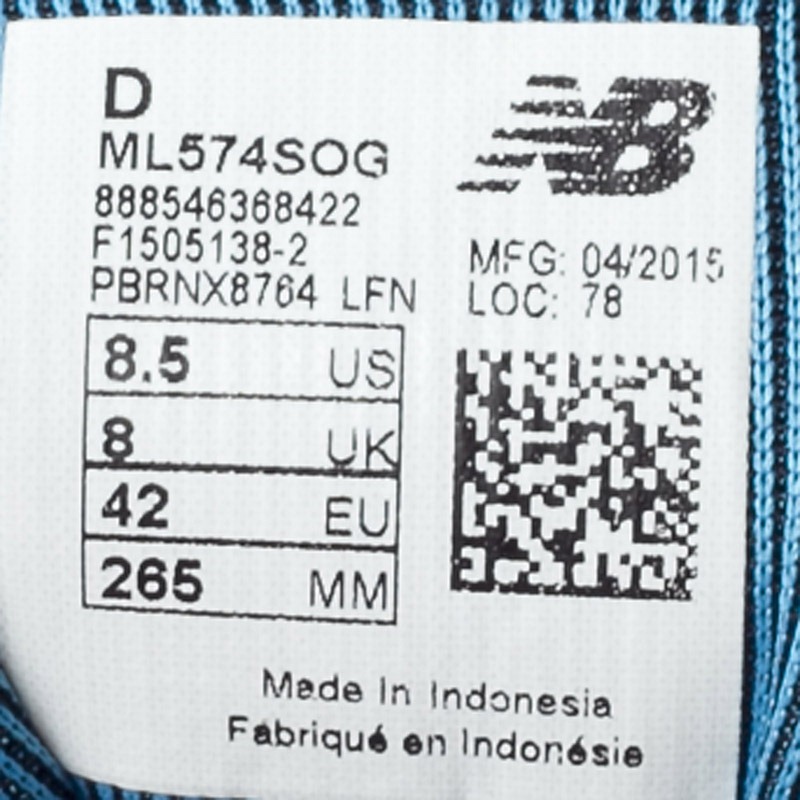 D
ML574SOG
888546368422
F1505138-2
PBRNX8764 LFN
NB
MFG: 04/2015
LOC: 78
8.5 US
8 UK
42 EU
265 MM
Made In Indonesia
Fabriqué en Indonésie